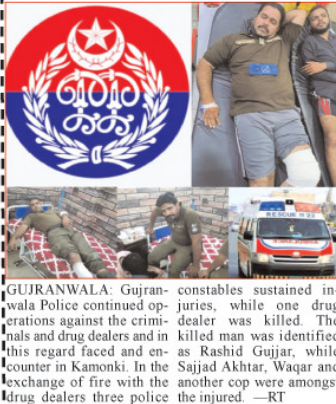 RESCUE
GUJRANWALA: Gujran-
wala Police continued op-
erations against the crimi-
nals and drug dealers and in
this regard faced and en-
counter in Kamonki. In the
exchange of fire with the
drug dealers three police
constables sustained in-
juries, while one drug
dealer was killed. The
killed man was identified
as Rashid Gujjar, while
Sajjad Akhtar, Waqar and
another cop were amongst
the injured. —RT